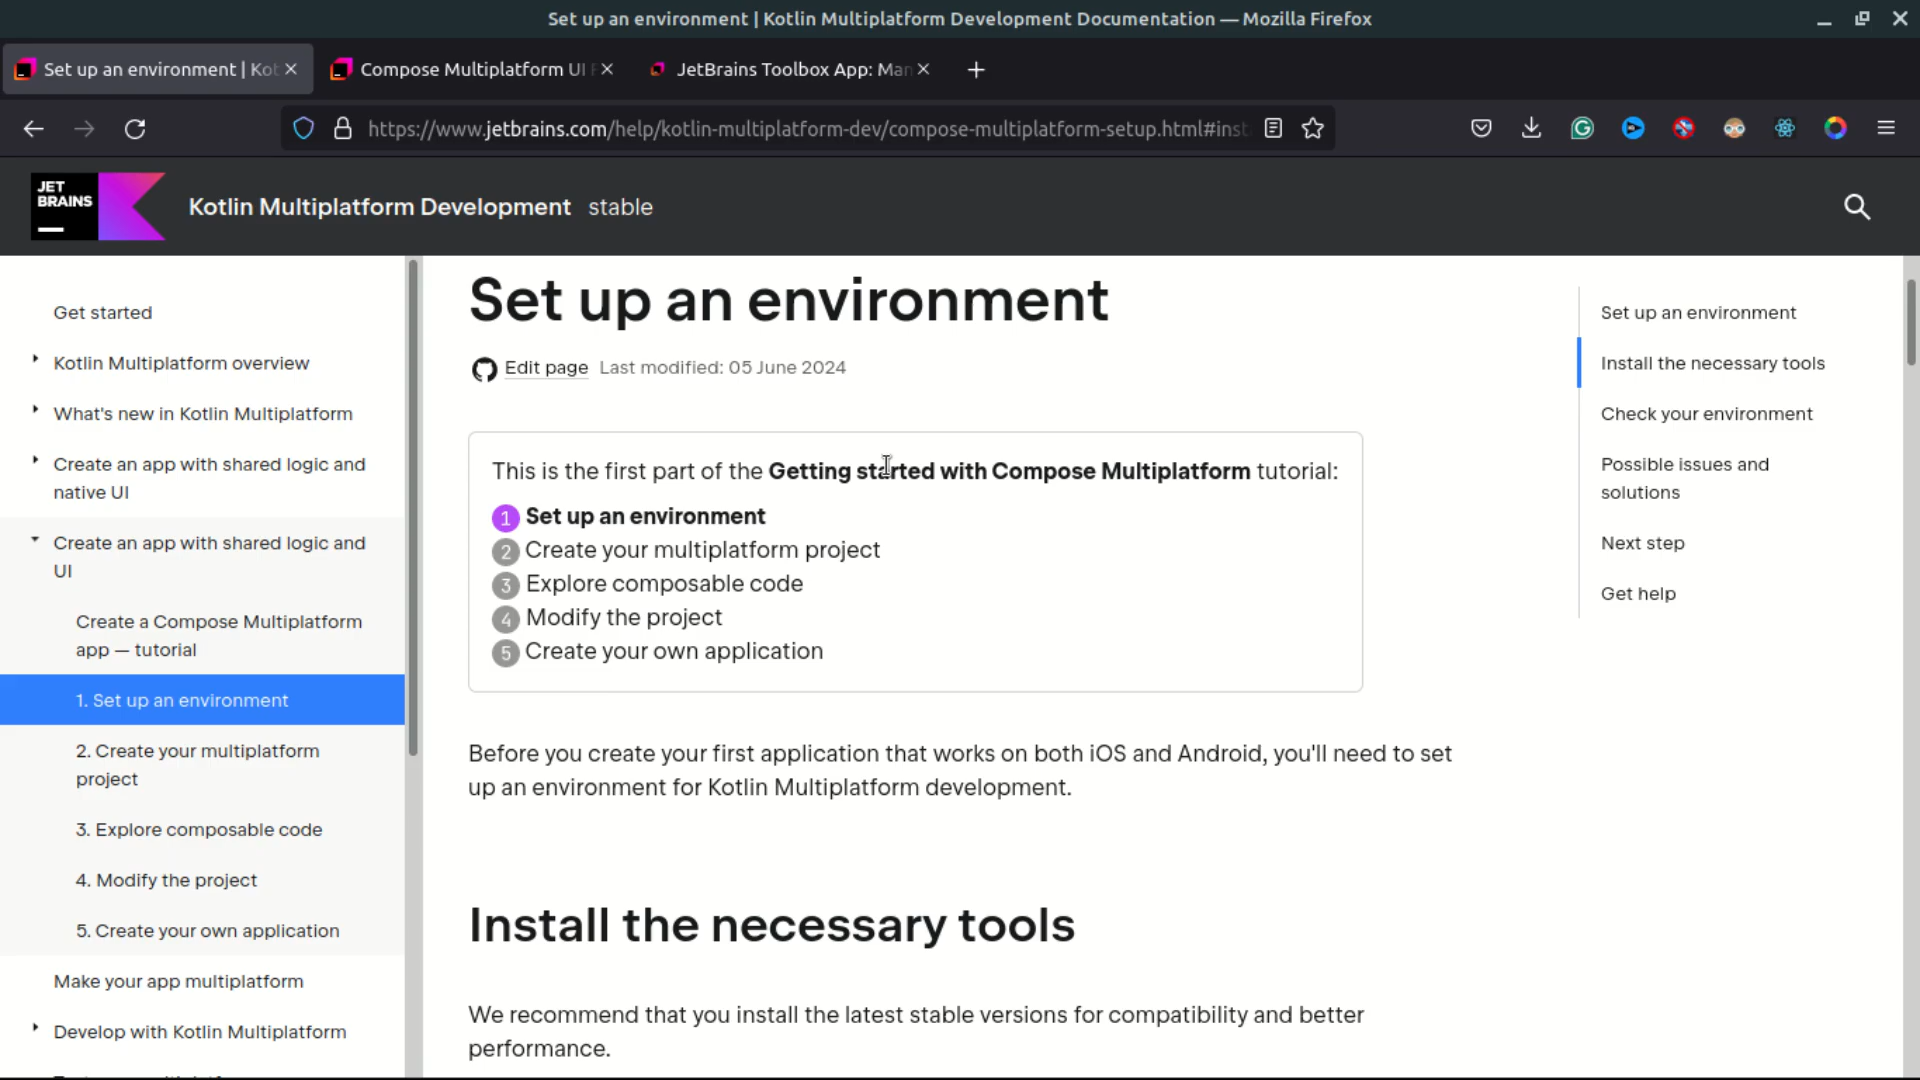 Set up an environment | Kotlin Multiplatform Development Documentation — Mozilla Firefox
Set up an environment | Kot
Compose Multiplatform UI F
JetBrains Toolbox App: Man
https://www.jetbrains.com/help/kotlin-multiplatform-dev/compose-multiplatform-setup.html#inst
JET
BRAINS
Kotlin Multiplatform Development stable
Get started
Kotlin Multiplatform overview
What's new in Kotlin Multiplatform
Create an app with shared logic and
native UI
Create an app with shared logic and
UI
Create a Compose Multiplatform
app — tutorial
1. Set up an environment
2. Create your multiplatform
project
3. Explore composable code
4. Modify the project
5. Create your own application
Make your app multiplatform
Develop with Kotlin Multiplatform
Set up an environment
Edit page Last modified: 05 June 2024
This is the first part of the Getting started with Compose Multiplatform tutorial:
1 Set up an environment
2 Create your multiplatform project
3 Explore composable code
4 Modify the project
5 Create your own application
Before you create your first application that works on both iOS and Android, you'll need to set
up an environment for Kotlin Multiplatform development.
Install the necessary tools
We recommend that you install the latest stable versions for compatibility and better
performance.
Set up an environment
Install the necessary tools
Check your environment
Possible issues and
solutions
Next step
Get help